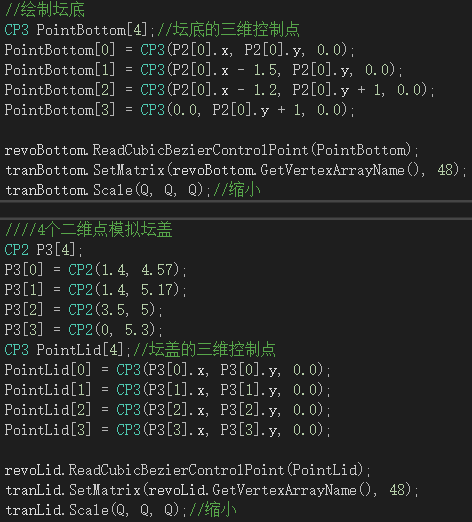 //绘制坛底
CP3 PointBottom[4];//坛底的三维控制点
PointBottom[0] = CP3(P2[0].x, P2[0].y, 0.0);
PointBottom[1] = CP3(P2[0].x - 1.5, P2[0].y, 0.0);
PointBottom[2] = CP3(P2[0].x - 1.2, P2[0].y + 1, 0.0);
PointBottom[3] = CP3(0.0, P2[0].y + 1, 0.0);
revoBottom.ReadCubicBezierControlPoint(PointBottom);
tranBottom.SetMatrix(revoBottom.GetVertexArrayName(), 48);
tranBottom.Scale(Q, Q, Q);//缩小
////4个二维点模拟坛盖
CP2 P3[4];
P3[0] = CP2(1.4, 4.57);
P3[1] = CP2(1.4, 5.17);
P3[2] = CP2(3.5, 5);
P3[3] = CP2(0, 5.3);
CP3 PointLid[4];//坛盖的三维控制点
PointLid[0] = CP3(P3[0].x, P3[0].y, 0.0);
PointLid[1] = CP3(P3[1].x, P3[1].y, 0.0);
PointLid[2] = CP3(P3[2].x, P3[2].y, 0.0);
PointLid[3] = CP3(P3[3].x, P3[3].y, 0.0);
revoLid.ReadCubicBezierControlPoint(PointLid);
tranLid.SetMatrix(revoLid.GetVertexArrayName(), 48);
tranLid.Scale(Q, Q, Q);//缩小